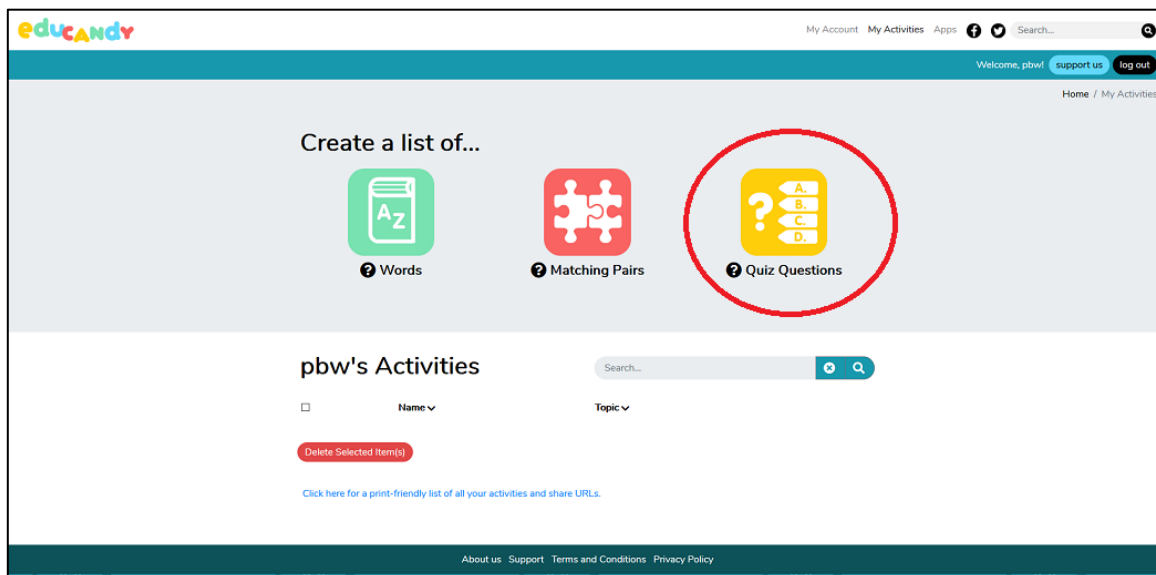 eduCANDY
My Account My Activities Apps Search...
Welcome, pbw! support us log out
Home / My Activities
Create a list of...
A Z
? A. B. C. D.
? Words ? Matching Pairs ? Quiz Questions
pbw's Activities Search...
Name Topic
Delete Selected Item(s)
Click here for a print-friendly list of all your activities and share URLs.
About us Support Terms and Conditions Privacy Policy